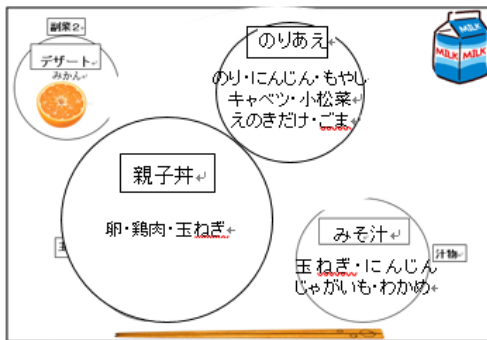 副菜2
デザート
みかん
のりあえ
のり・にんじん・もやし
キャベツ・小松菜
えのきだけ・ごま
MILK
MILK MILK
親子丼
卵・鶏肉・玉ねぎ
みそ汁
汁物
玉ねぎ・にんじん
じゃがいも・わかめ